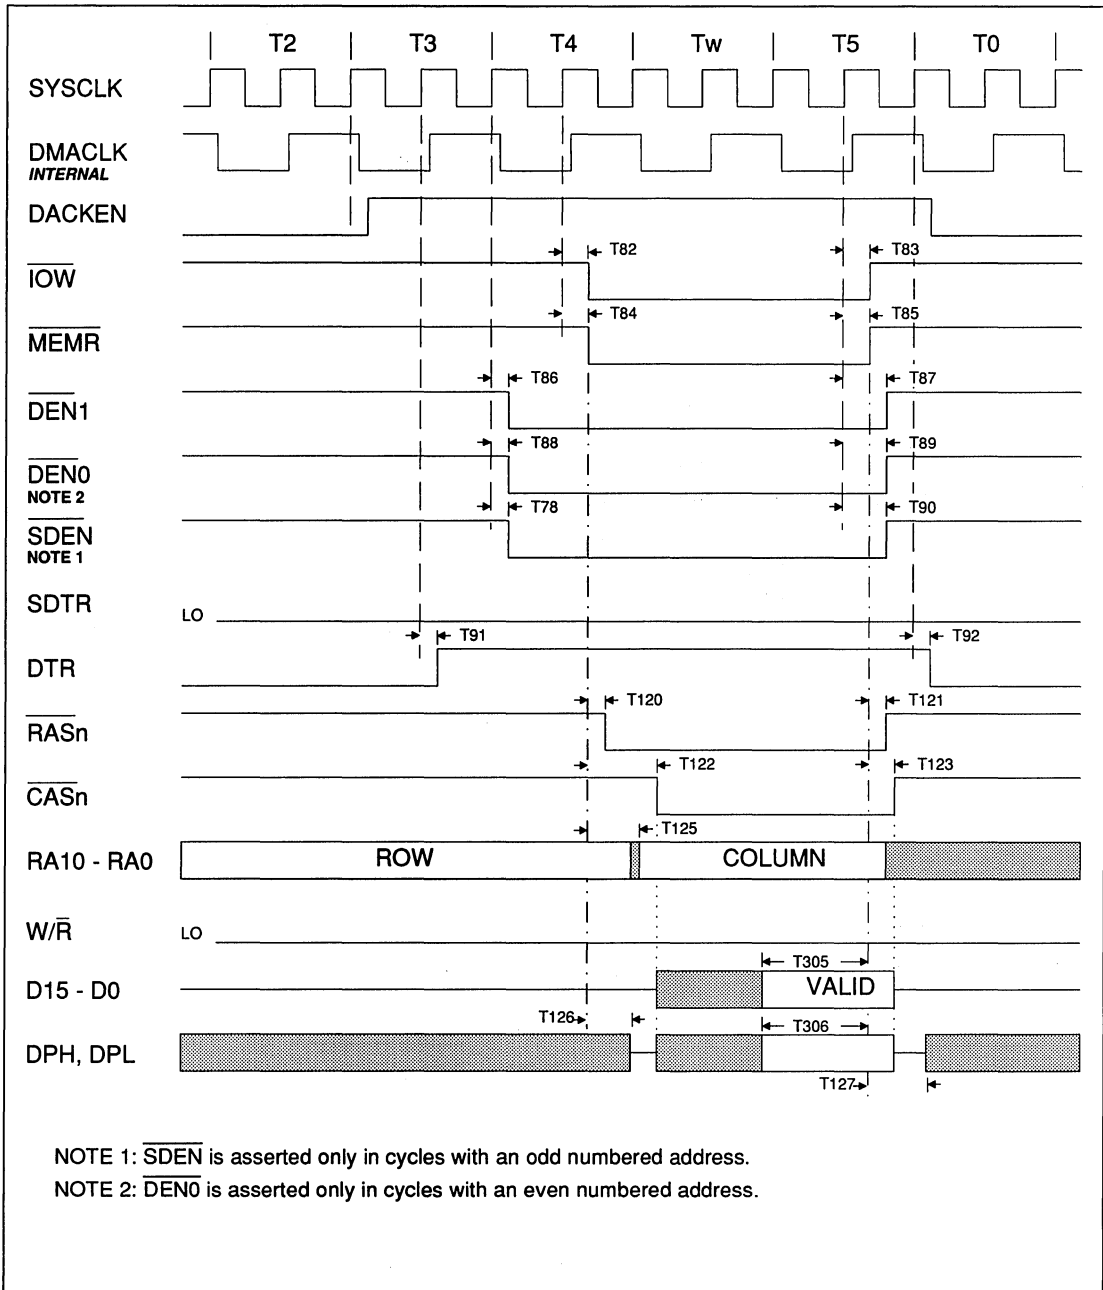 T2 T3 T4 Tw T5 T0
SYSCLK
DMACLK
INTERNAL
DACKEN
T82 T83
IOW
T84 T85
MEMR
T86 T87
DEN1
T88 T89
DEN0
NOTE 2
T78 T90
SDEN
NOTE 1
SDTR
LO
T91 T92
DTR
T120 T121
RASn
T122 T123
CASn
T125
RA10 - RA0 ROW COLUMN
W/R LO
T305
D15 - D0 VALID
T126 T306
DPH, DPL
T127
NOTE 1: SDEN is asserted only in cycles with an odd numbered address.
NOTE 2: DEN0 is asserted only in cycles with an even numbered address.